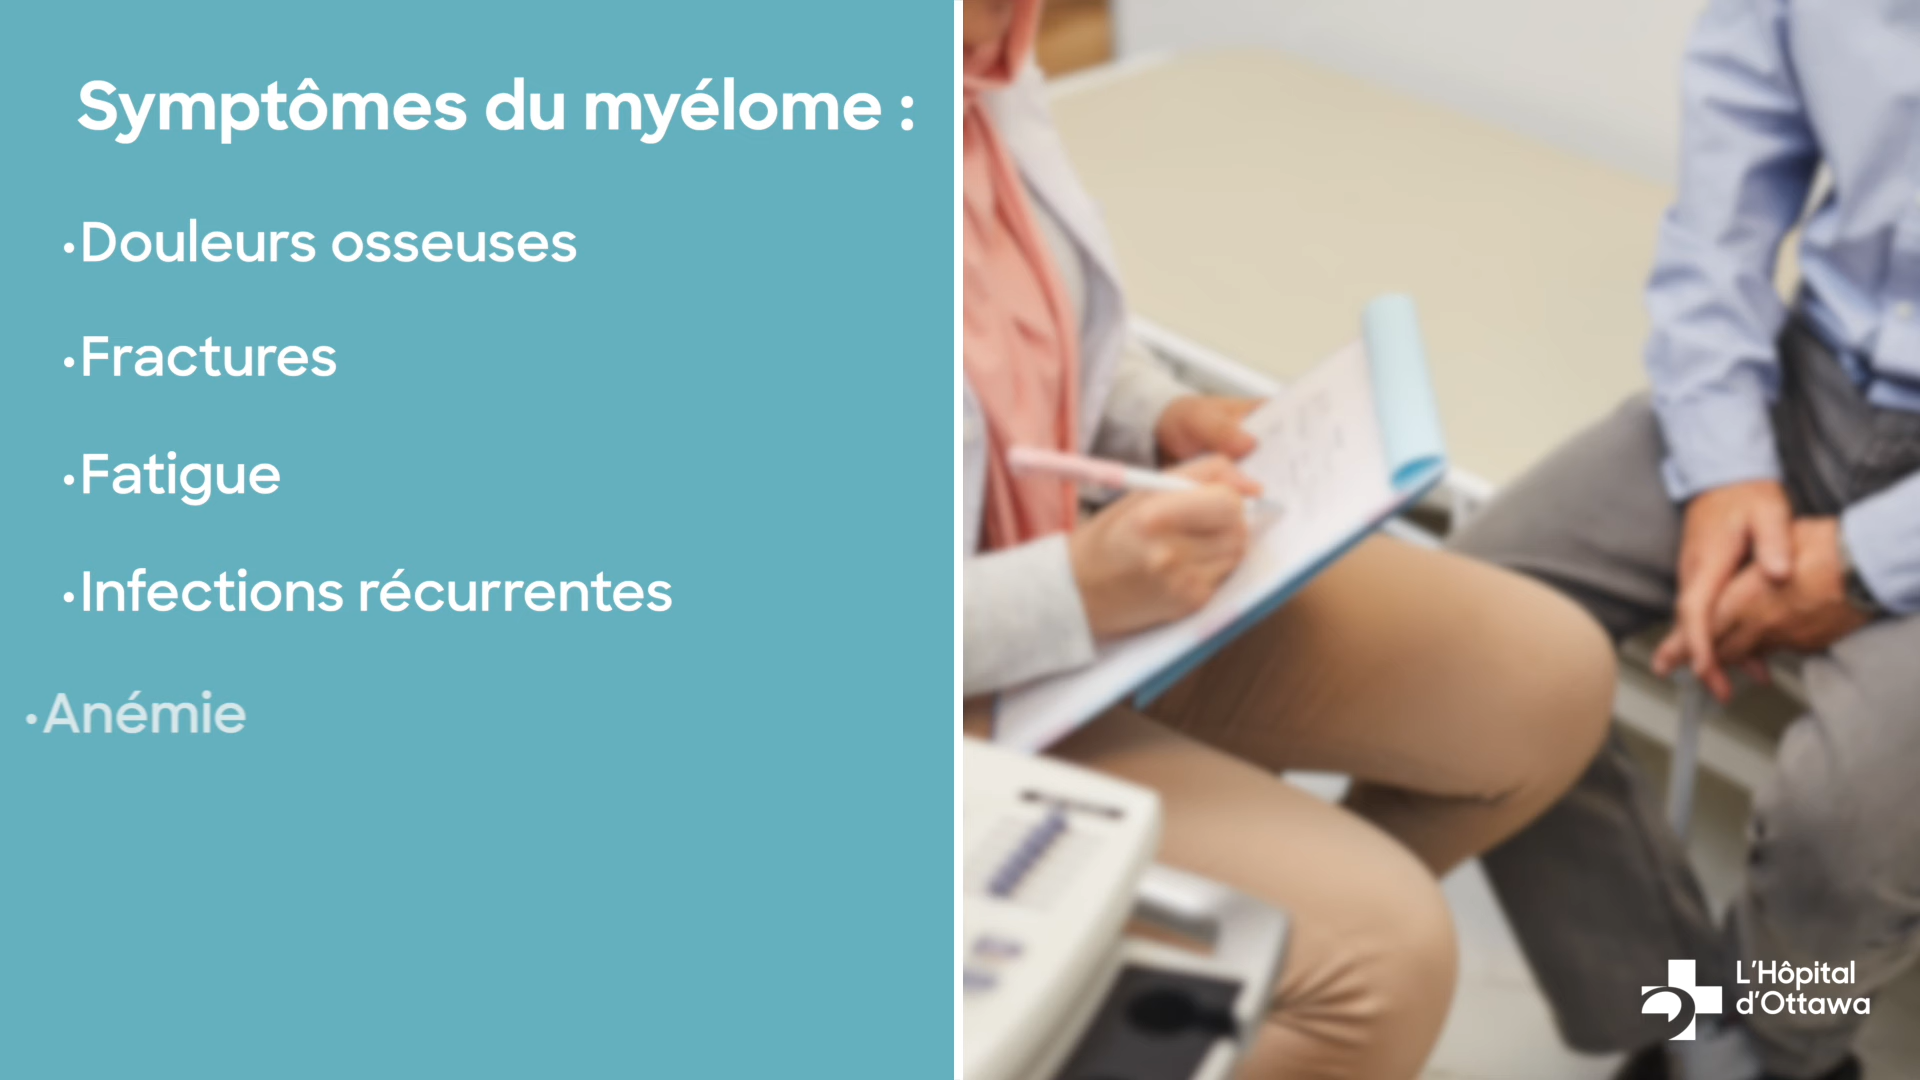 Symptômes du myélome :
•Douleurs osseuses
•Fractures
•Fatigue
•Infections récurrentes
•Anémie
L'Hôpital
d'Ottawa